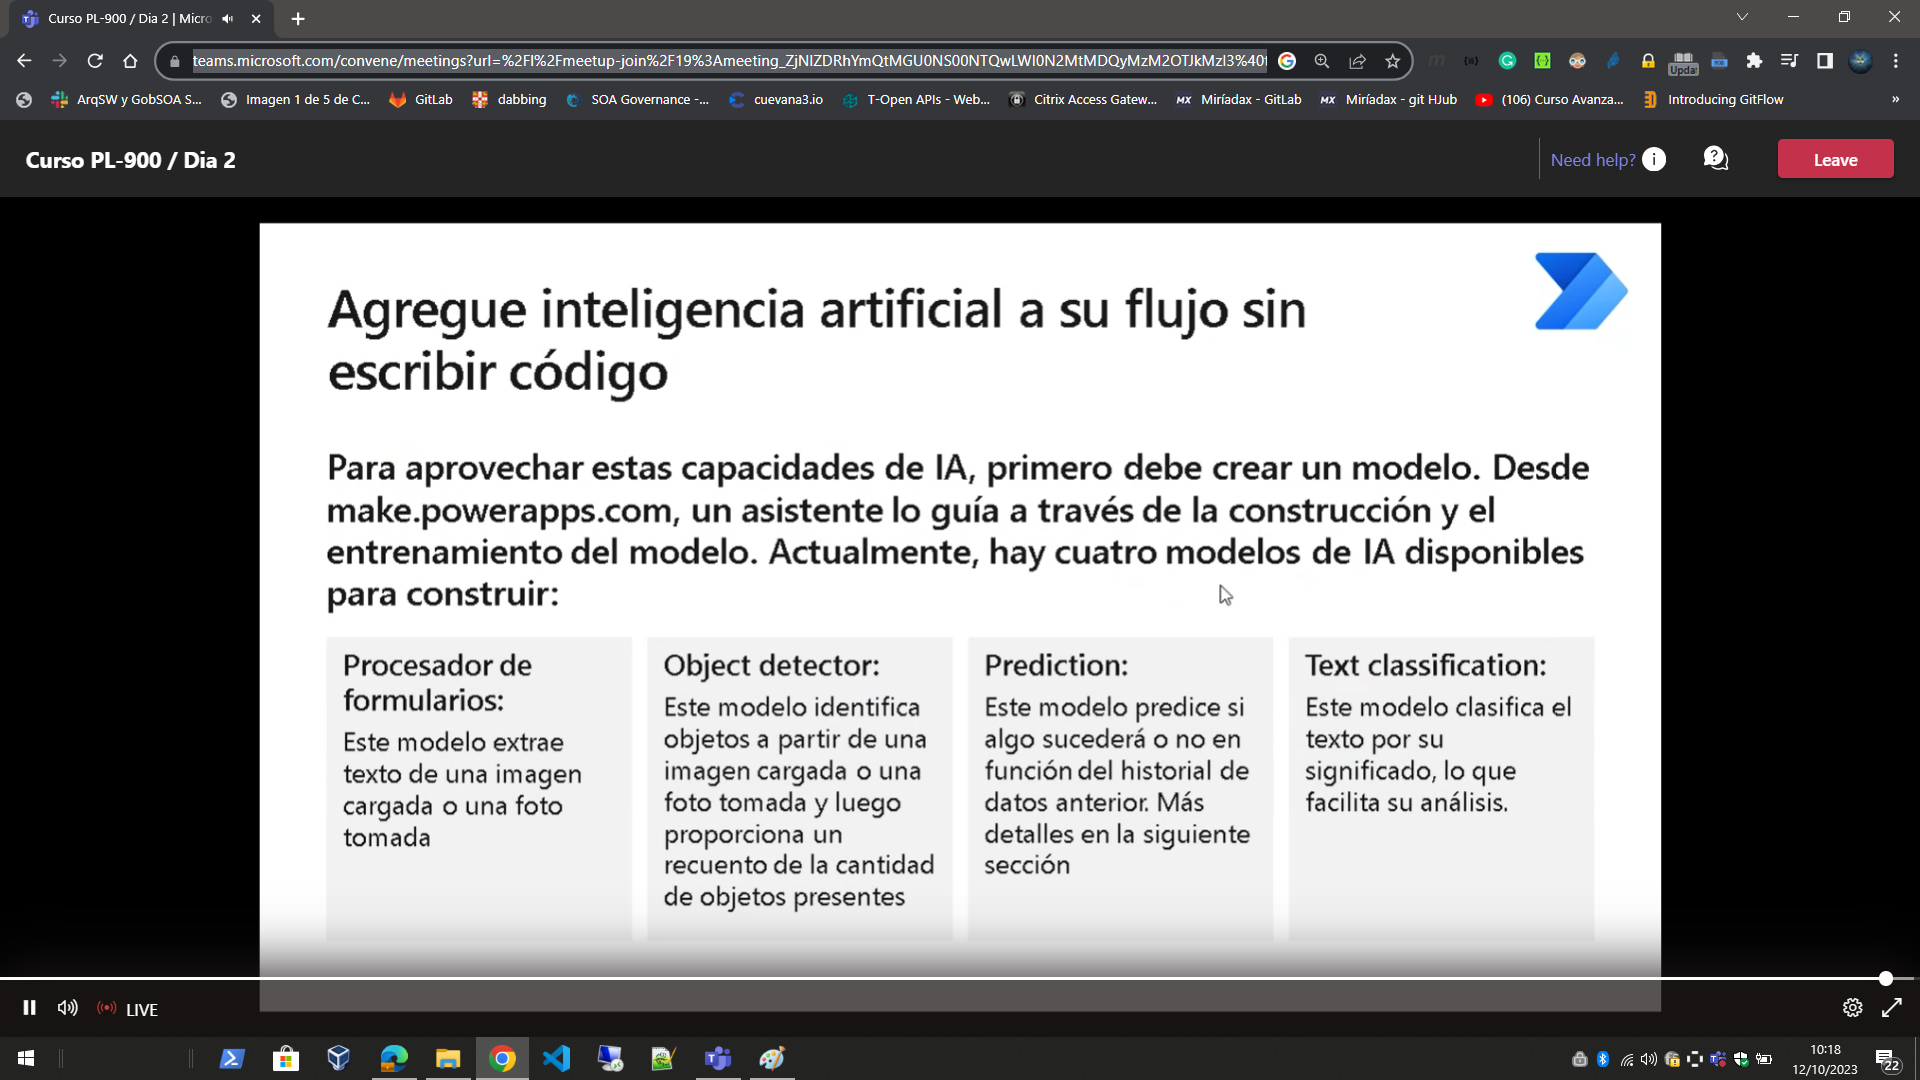 Curso PL-900 / Dia 2 | Micro
teams.microsoft.com/convene/meetings?url=%2Fl%2Fmeetup-join%2F19%3Ameeting_ZjNlZDRhYmQtMGU0NS00NTQwLWI0N2MtMDQyMzM2OTJkMzI3%40
Upda
ArqSW y GobSOA S...
Imagen 1 de 5 de C...
GitLab
dabbing
SOA Governance -...
cuevana3.io
T-Open APIs - Web...
Citrix Access Gatew...
Miríadax - GitLab
Miríadax - git HJub
(106) Curso Avanza...
Introducing GitFlow
»
Curso PL-900 / Dia 2
Need help?
Leave
Agregue inteligencia artificial a su flujo sin
escribir código
Para aprovechar estas capacidades de IA, primero debe crear un modelo. Desde
make.powerapps.com, un asistente lo guía a través de la construcción y el
entrenamiento del modelo. Actualmente, hay cuatro modelos de IA disponibles
para construir:
Procesador de
formularios:
Este modelo extrae
texto de una imagen
cargada o una foto
tomada
Object detector:
Este modelo identifica
objetos a partir de una
imagen cargada o una
foto tomada y luego
proporciona un
recuento de la cantidad
de objetos presentes
Prediction:
Este modelo predice si
algo sucederá o no en
función del historial de
datos anterior. Más
detalles en la siguiente
sección
Text classification:
Este modelo clasifica el
texto por su
significado, lo que
facilita su análisis.
LIVE
10:18
12/10/2023
22